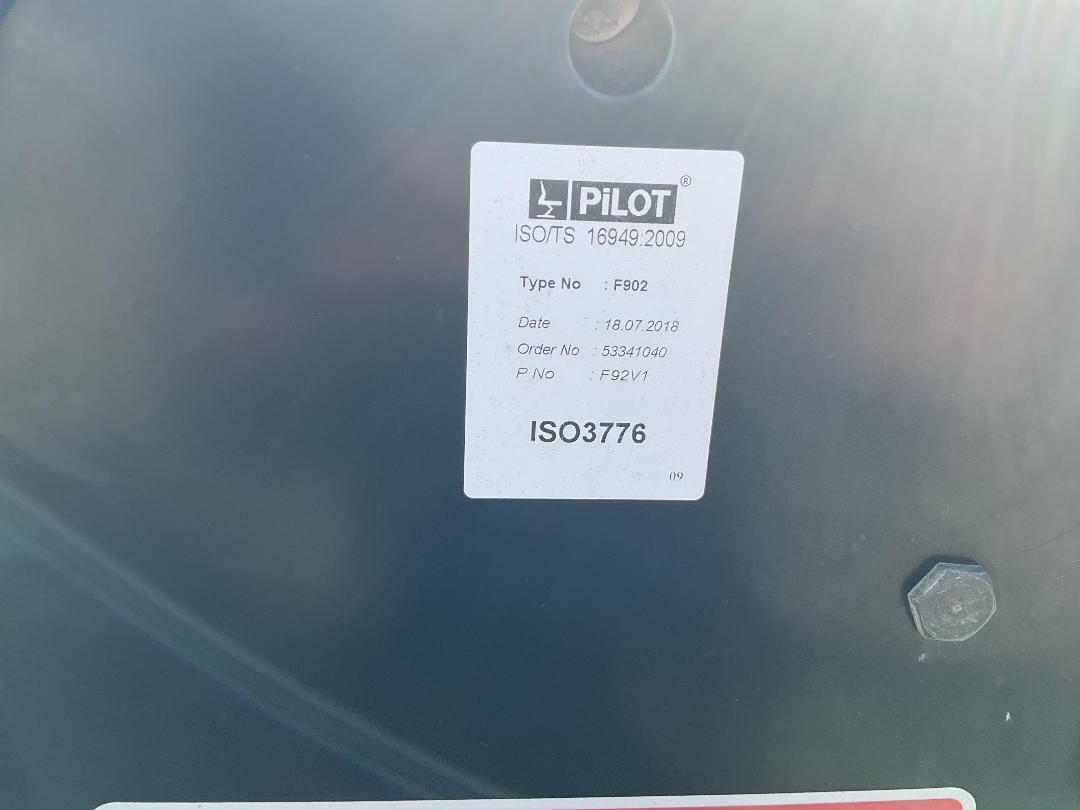 PiLOT ®
ISO/TS 16949:2009
Type No : F902
Date : 18.07.2018
Order No : 53341040
P No : F92V1
ISO3776
09